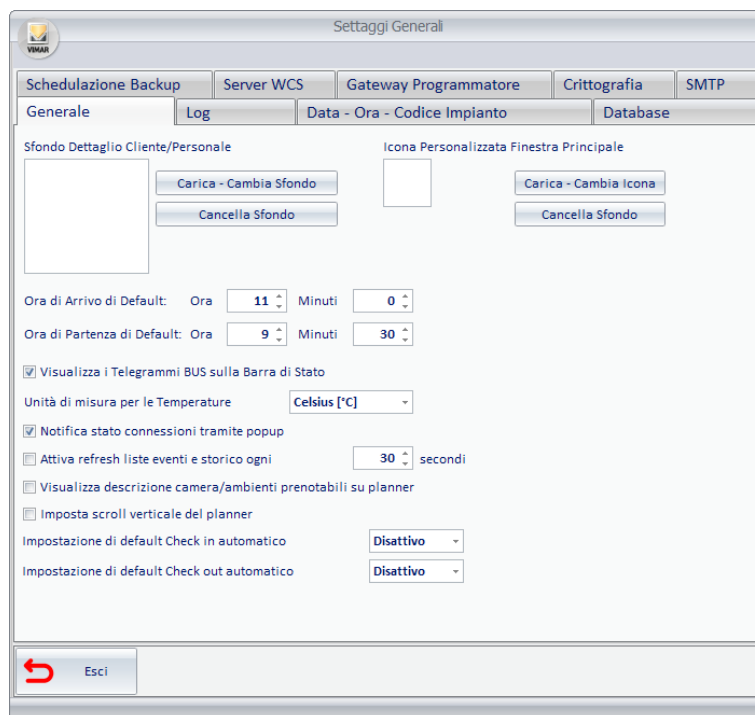 Settaggi Generali
VIMAR
Schedulazione Backup Server WCS Gateway Programmatore Crittografia SMTP
Generale Log Data - Ora - Codice Impianto Database
Sfondo Dettaglio Cliente/Personale Icona Personalizzata Finestra Principale
Carica - Cambia Sfondo Carica - Cambia Icona
Cancella Sfondo Cancella Sfondo
Ora di Arrivo di Default: Ora 11 Minuti 0
Ora di Partenza di Default: Ora 9 Minuti 30
Visualizza i Telegrammi BUS sulla Barra di Stato
Unità di misura per le Temperature Celsius [°C]
Notifica stato connessioni tramite popup
Attiva refresh liste eventi e storico ogni 30 secondi
Visualizza descrizione camera/ambienti prenotabili su planner
Imposta scroll verticale del planner
Impostazione di default Check in automatico Disattivo
Impostazione di default Check out automatico Disattivo
Esci